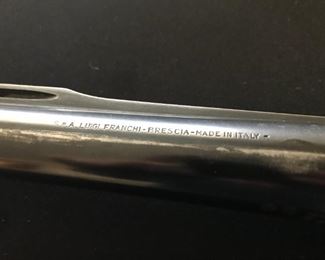 S.p.A. LUIGI FRANCHI - BRESCIA - MADE IN ITALY -